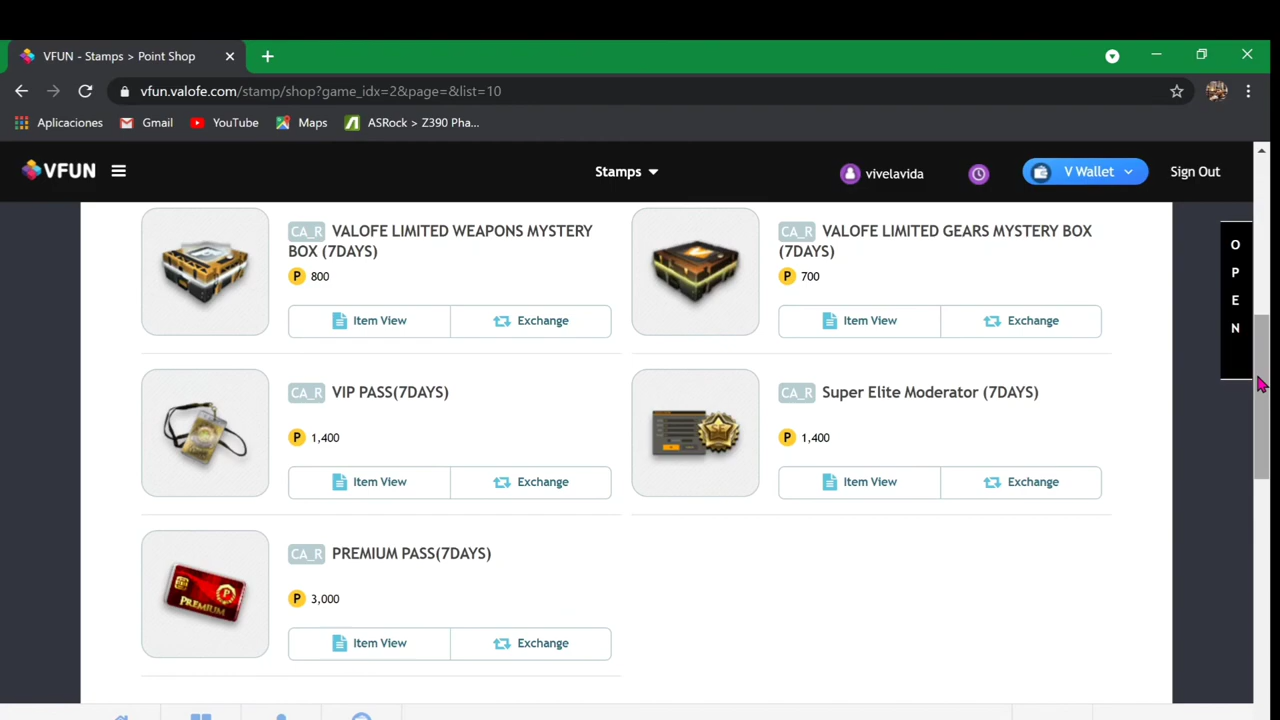 VFUN - Stamps > Point Shop
vfun.valofe.com/stamp/shop?game_idx=2&page=&list=10
Aplicaciones Gmail YouTube Maps ASRock > Z390 Pha...
VFUN Stamps vivelavida V Wallet Sign Out
CA_R VALOFE LIMITED WEAPONS MYSTERY
BOX (7DAYS)
P 800
Item View Exchange
CA_R VALOFE LIMITED GEARS MYSTERY BOX
(7DAYS)
P 700
Item View Exchange
O
P
E
N
CA_R VIP PASS(7DAYS)
P 1,400
Item View Exchange
CA_R Super Elite Moderator (7DAYS)
P 1,400
Item View Exchange
PREMIUM
CA_R PREMIUM PASS(7DAYS)
P 3,000
Item View Exchange